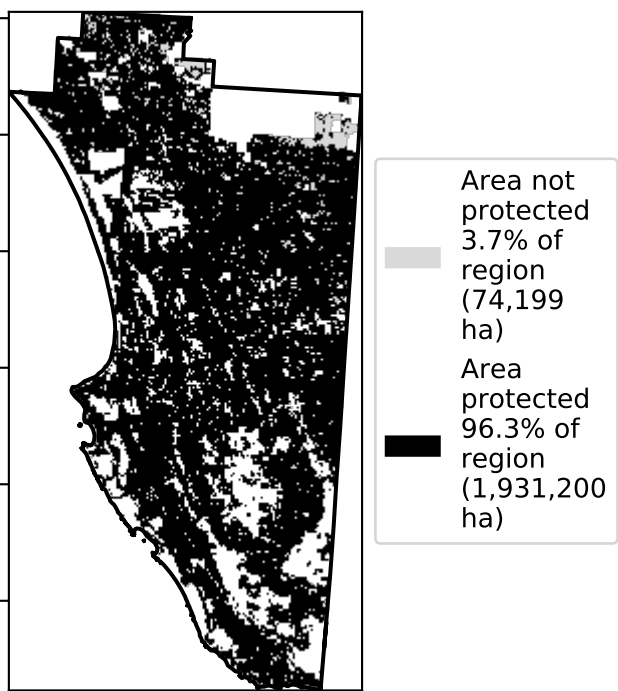 Area not
protected
3.7% of
region
(74,199
ha)
Area
protected
96.3% of
region
(1,931,200
ha)